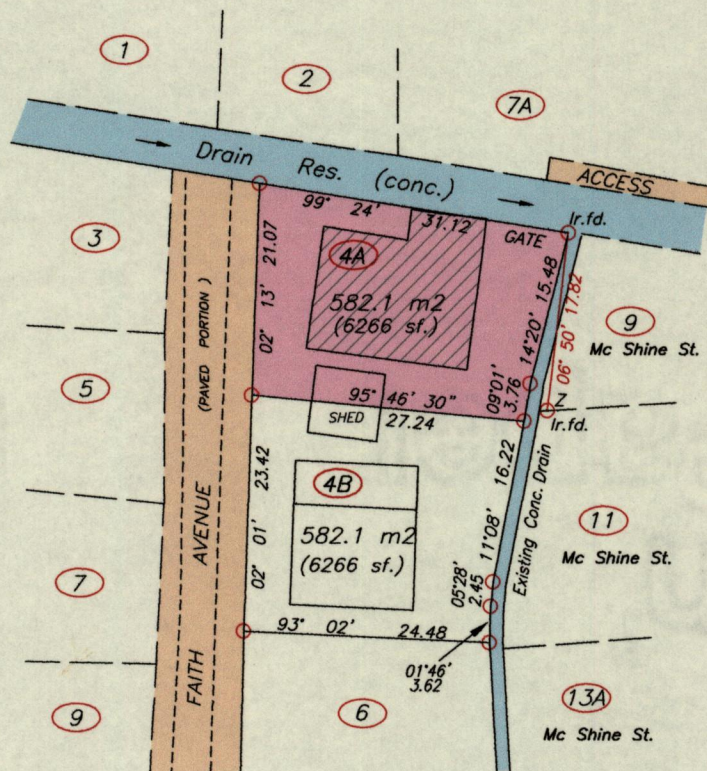 1
2
7A
Drain Res. (conc.)
ACCESS
Ir.fd.
99° 24'
31.12
GATE
3
21.07
02° 13'
4A
582.1 m2
(6266 sf.)
15.48
14°20'
17.82
06° 50'
9
Mc Shine St.
(PAVED PORTION)
5
95° 46' 30"
27.24
SHED
09°01'
3.76
Z
Ir.fd.
23.42
02° 01'
4B
582.1 m2
(6266 sf.)
16.22
11°08'
Existing Conc. Drain
11
Mc Shine St.
7
05°28'
2.45
93° 02'
24.48
01°46'
3.62
FAITH AVENUE
9
6
13A
Mc Shine St.